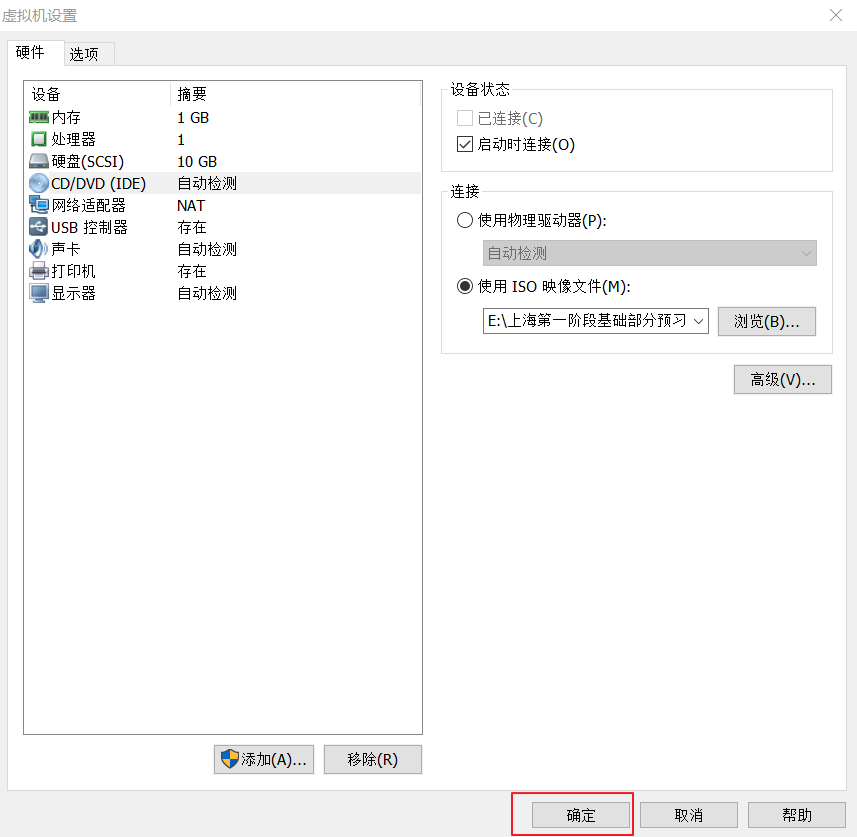 虚拟机设置
硬件 选项
设备 摘要
内存 1 GB
处理器 1
硬盘(SCSI) 10 GB
CD/DVD (IDE) 自动检测
网络适配器 NAT
USB 控制器 存在
声卡 自动检测
打印机 存在
显示器 自动检测
添加(A)... 移除(R)
设备状态
已连接(C)
启动时连接(O)
连接
使用物理驱动器(P):
自动检测
使用 ISO 映像文件(M):
E:\上海第一阶段基础部分预习 浏览(B)...
高级(V)...
确定 取消 帮助